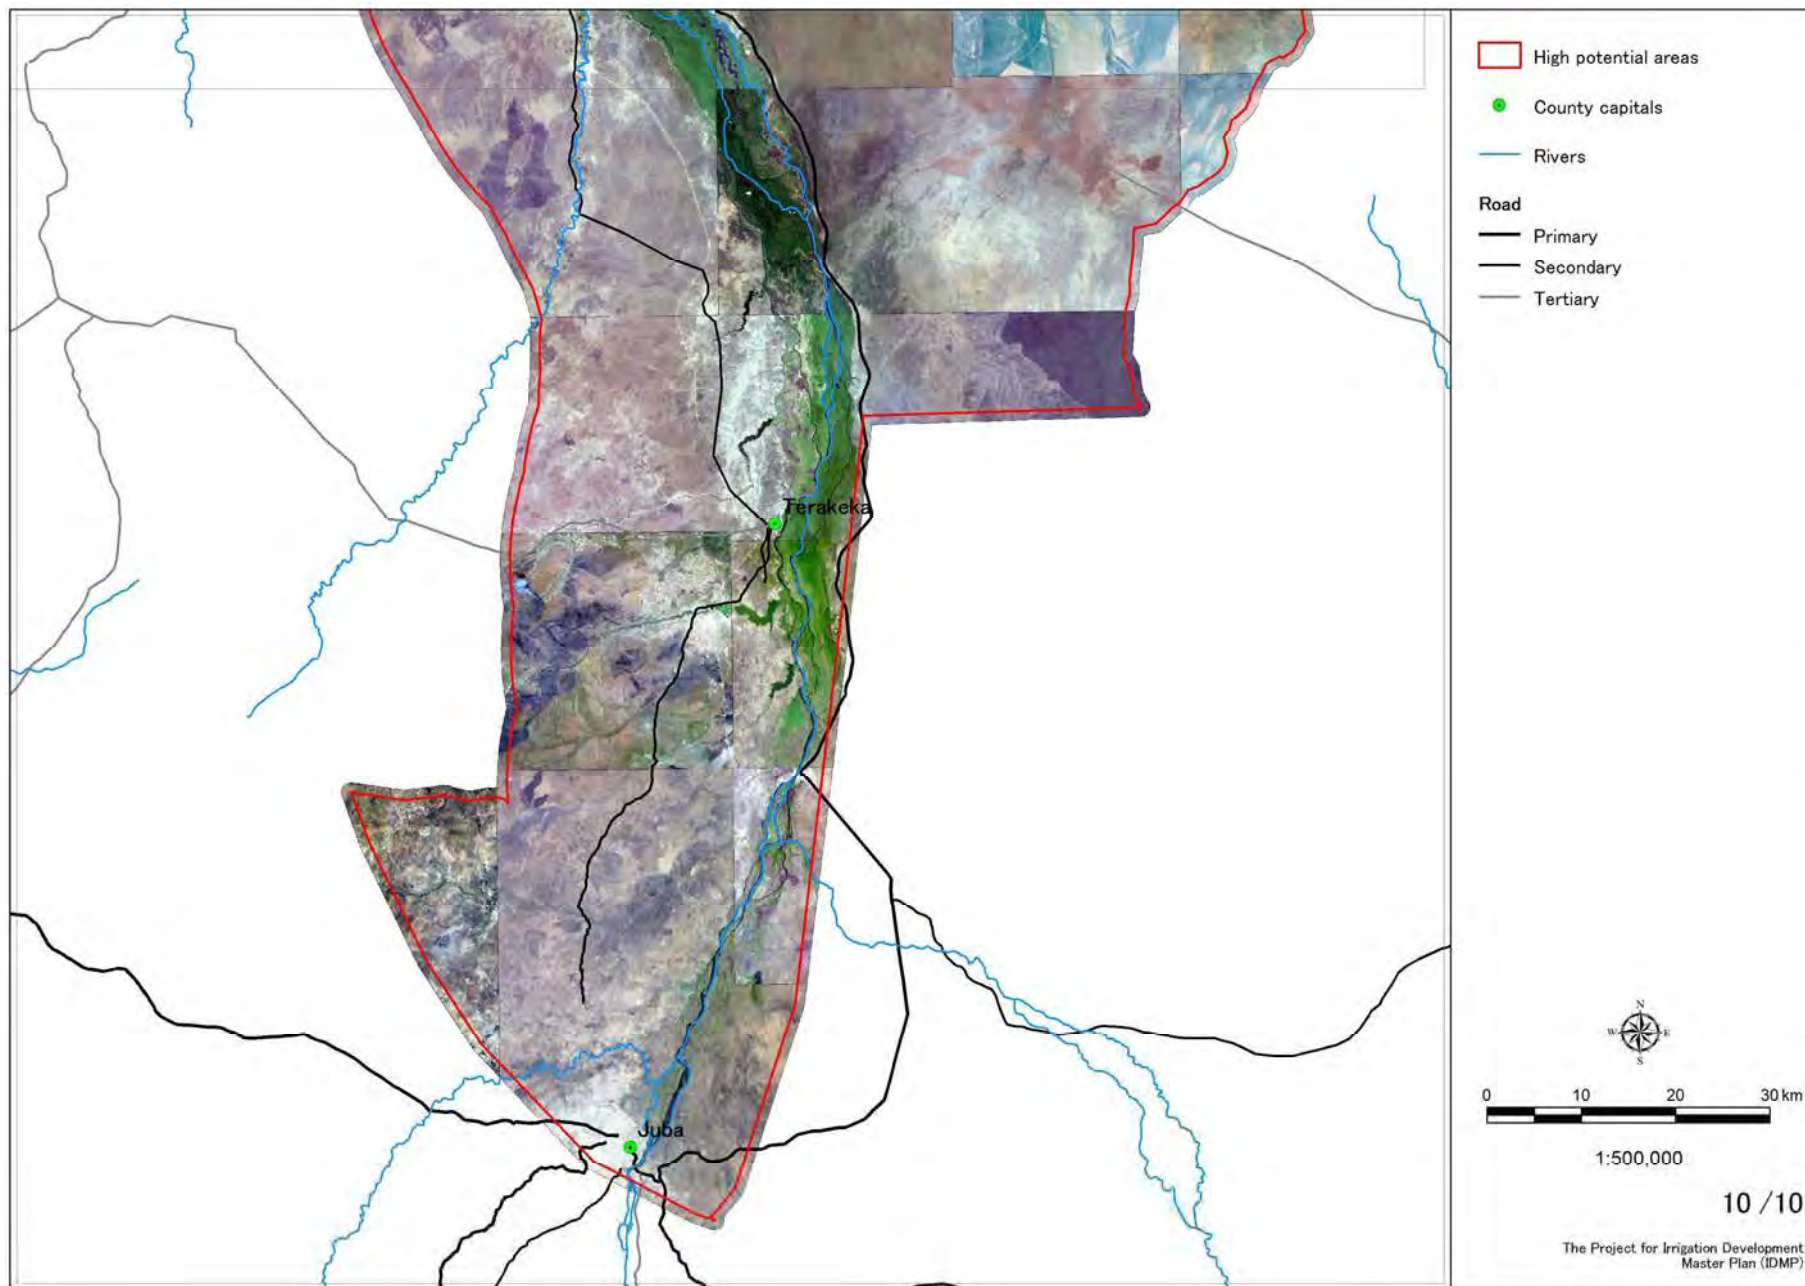 High potential areas
County capitals
Rivers
Road
Primary
Secondary
Tertiary
Terakeka
Juba
N
W E
S
0 10 20 30 km
1:500,000
10 /10
The Project for Irrigation Development
Master Plan (IDMP)